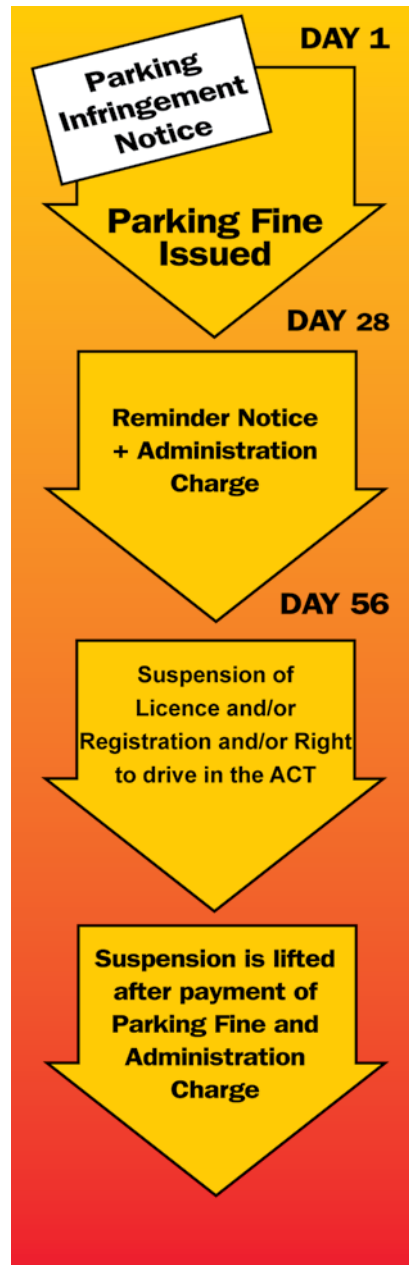 DAY 1
Parking
Infringement
Notice
Parking Fine
Issued
DAY 28
Reminder Notice
+ Administration
Charge
DAY 56
Suspension of
Licence and/or
Registration and/or Right
to drive in the ACT
Suspension is lifted
after payment of
Parking Fine and
Administration
Charge